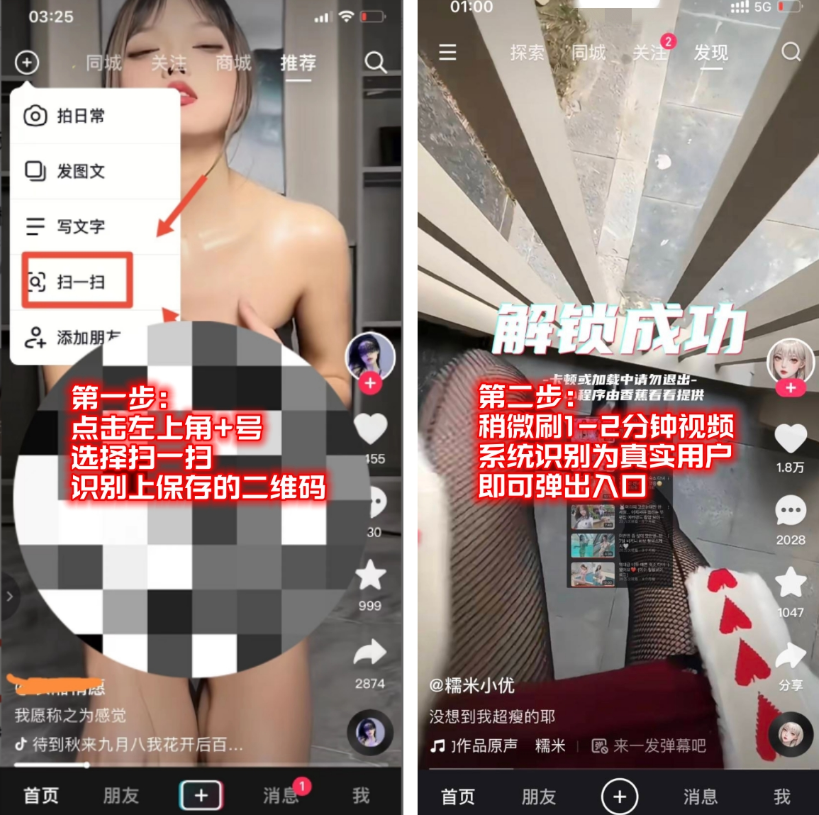 03:25
同城
关注
商城
推荐
拍日常
发图文
写文字
扫一扫
添加朋友
第一步：
点击左上角+号
选择扫一扫
识别上保存的二维码
455
30
999
2874
我愿称之为感觉
待到秋来九月八我花开后百...
首页
朋友
消息
1
我
01:00
5G
探索
同城
关注
2
发现
解锁成功
-卡顿或加载中请勿退出-
程序由香蕉看看提供
第二步：
稍微刷1-2分钟视频
系统识别为真实用户
即可弹出入口
1.8万
2028
1047
分享
@糯米小优
没想到我超瘦的耶
作品原声 糯米
来一发弹幕吧
首页
朋友
消息
我